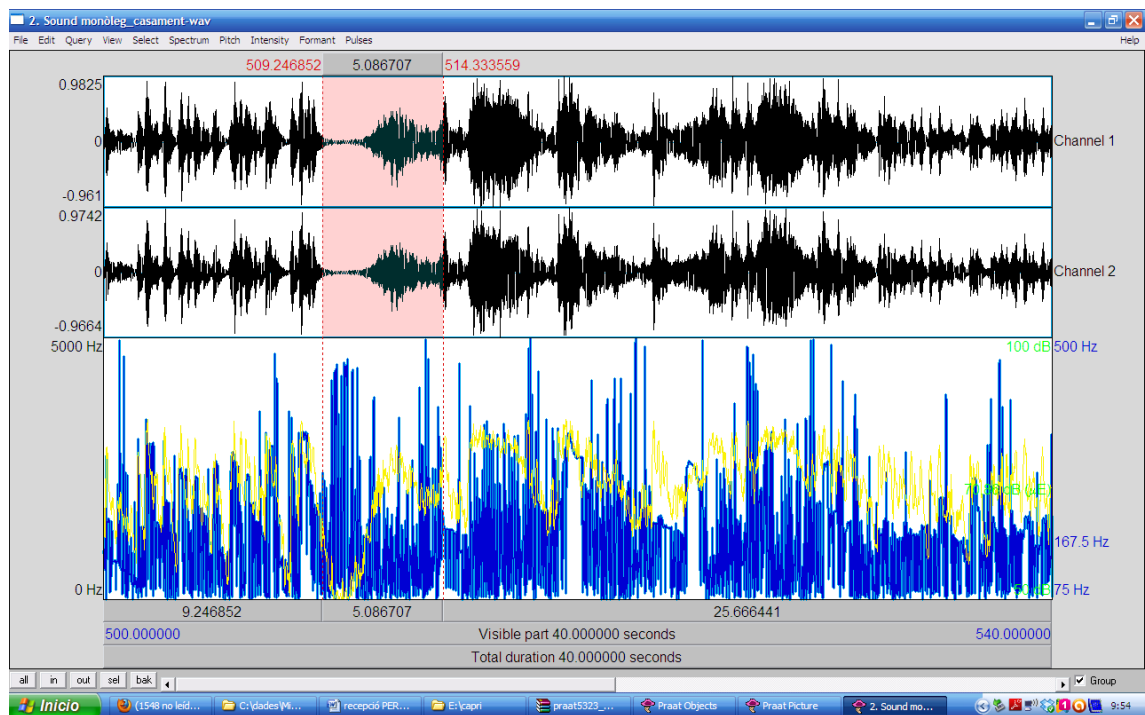 2. Sound monòleg_casament-wav
File Edit Query View Select Spectrum Pitch Intensity Formant Pulses Help
509.246852 5.086707 514.333559
0.9825
0
-0.961
Channel 1
0.9742
0
-0.9664
Channel 2
5000 Hz
100 dB 500 Hz
167.5 Hz
0 Hz
50 dB 75 Hz
9.246852 5.086707 25.666441
500.000000 Visible part 40.000000 seconds 540.000000
Total duration 40.000000 seconds
all in out sel bak Group
Inicio (1548 no leíd... C:\dades\Mi... recepció PER... E:\capri praat5323_... Praat Objects Praat Picture 2. Sound mo... 9:54